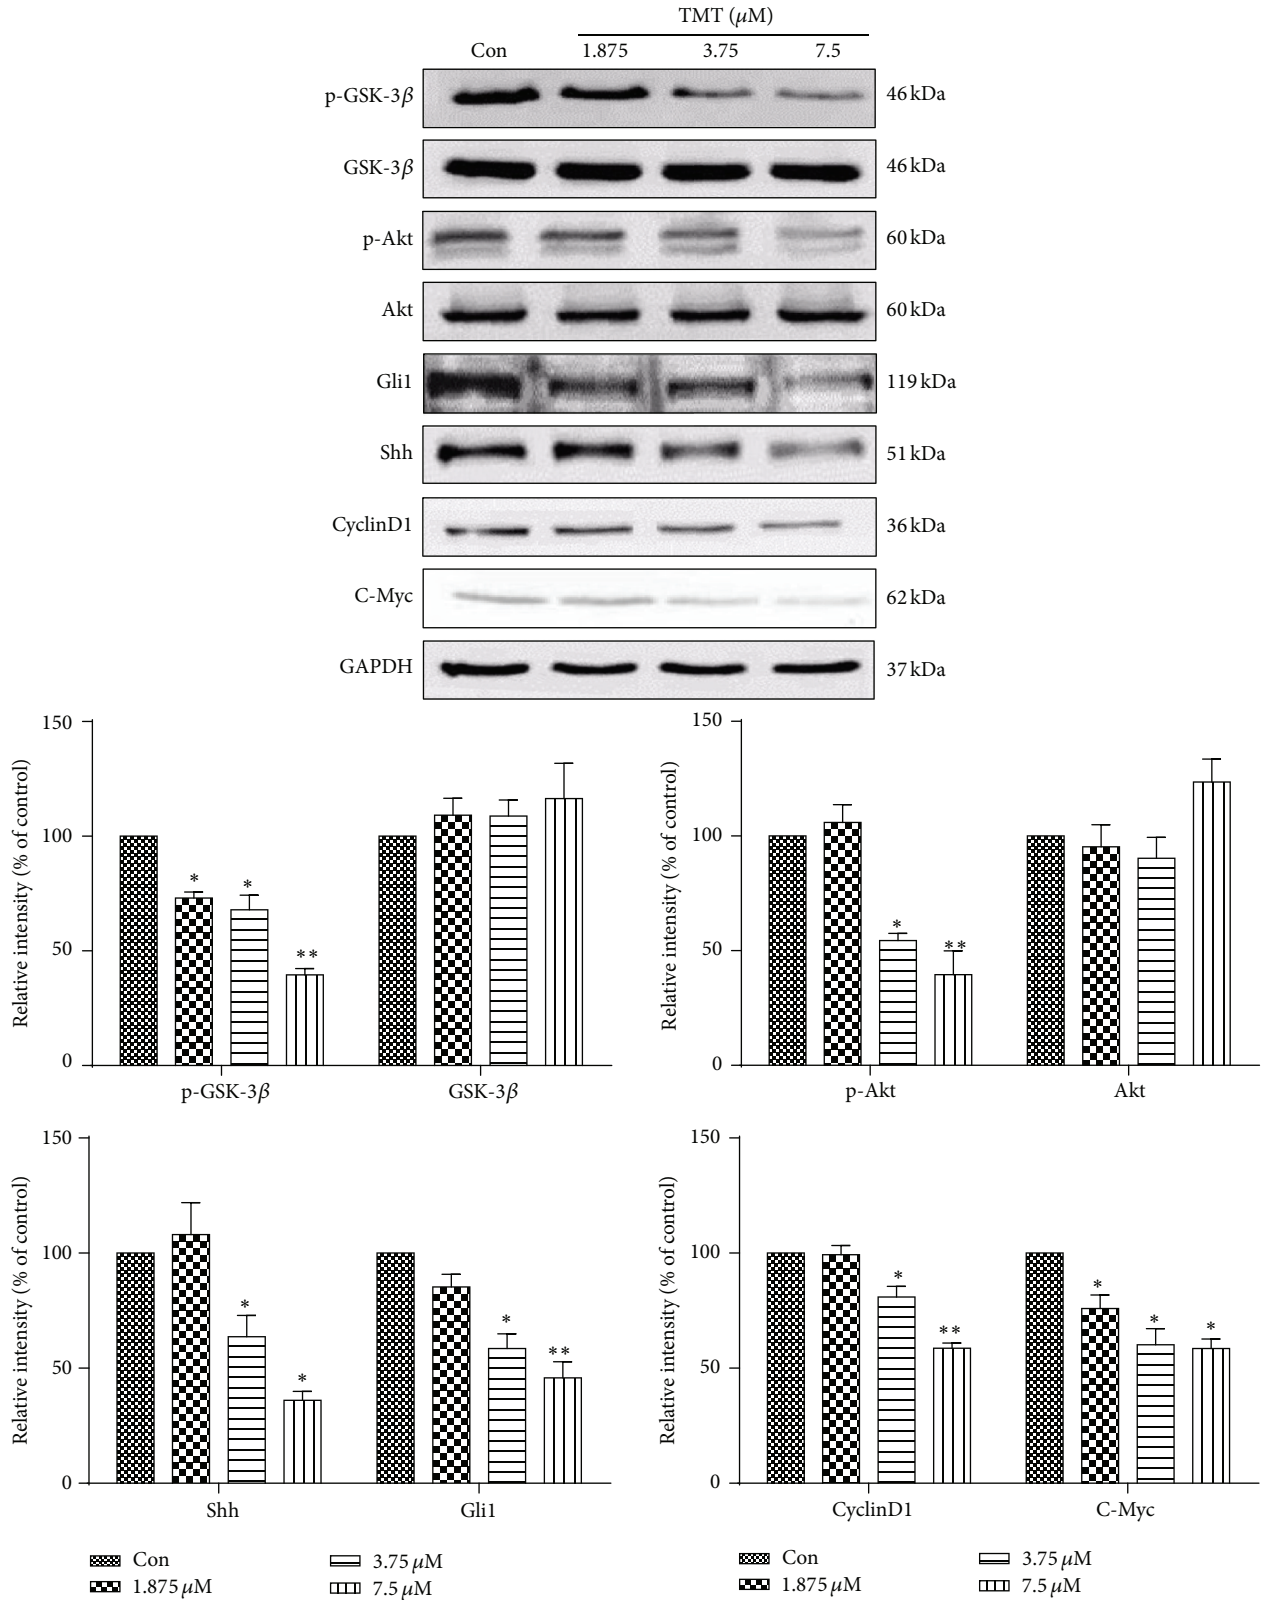 TMT (μM)
Con 1.875 3.75 7.5
p-GSK-3β 46 kDa
GSK-3β 46 kDa
p-Akt 60 kDa
Akt 60 kDa
Gli1 119 kDa
Shh 51 kDa
CyclinD1 36 kDa
C-Myc 62 kDa
GAPDH 37 kDa
Relative intensity (% of control)
150
100
50
0
* * **
p-GSK-3β GSK-3β
Relative intensity (% of control)
150
100
50
0
* **
p-Akt Akt
Relative intensity (% of control)
150
100
50
0
* * * **
Shh Gli1
Con 3.75 μM
1.875 μM 7.5 μM
Relative intensity (% of control)
150
100
50
0
* ** * * *
CyclinD1 C-Myc
Con 3.75 μM
1.875 μM 7.5 μM